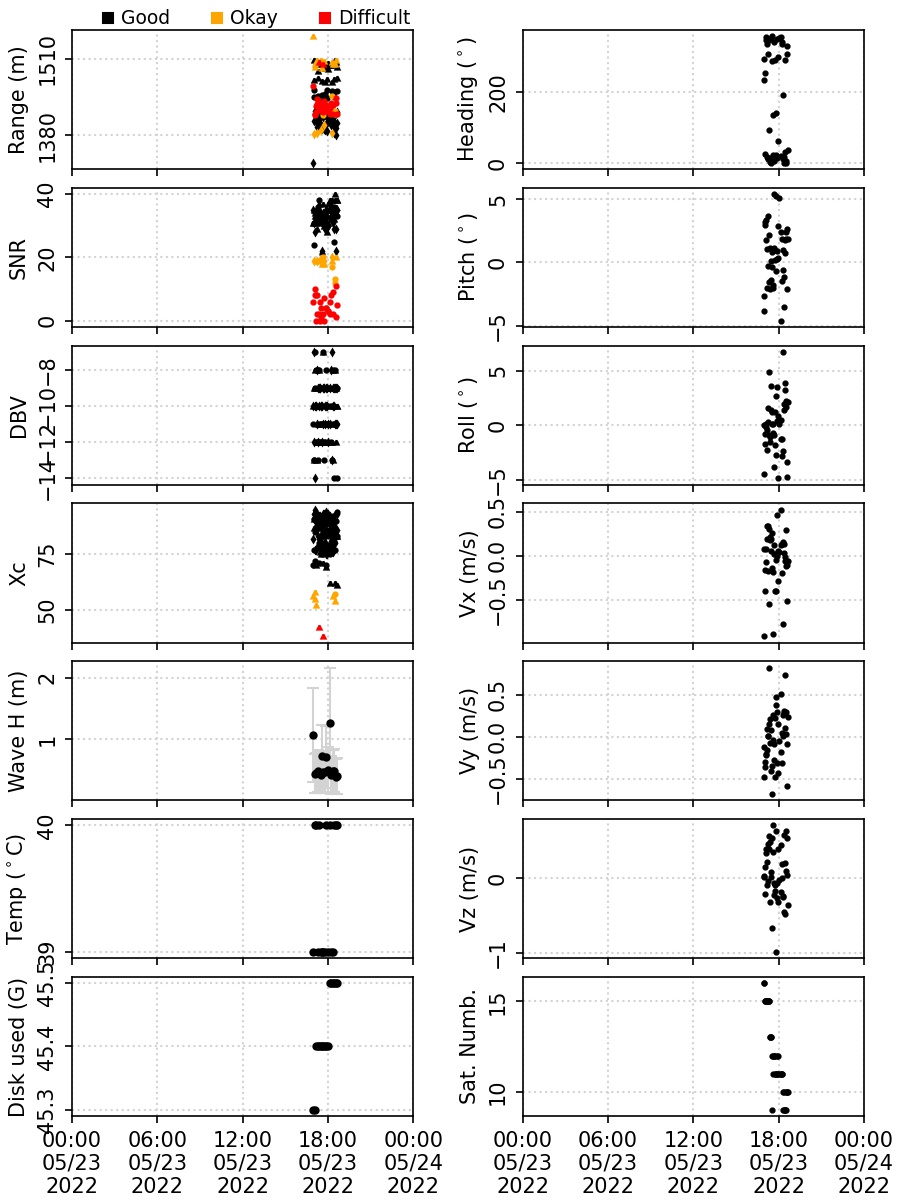 Good Okay Difficult
Range (m)
1510
1380
Heading (°)
200
0
SNR
40
20
0
Pitch (°)
5
0
−5
DBV
−8
−10
−12
−14
Roll (°)
5
0
−5
Xc
75
50
Vx (m/s)
0.5
0.0
−0.5
Wave H (m)
2
1
Vy (m/s)
0.5
0.0
−0.5
Temp (°C)
40
39
Vz (m/s)
0
−1
Disk used (G)
45.5
45.4
45.3
Sat. Numb.
15
10
00:00 06:00 12:00 18:00 00:00
05/23 05/23 05/23 05/23 05/24
2022 2022 2022 2022 2022
00:00 06:00 12:00 18:00 00:00
05/23 05/23 05/23 05/23 05/24
2022 2022 2022 2022 2022